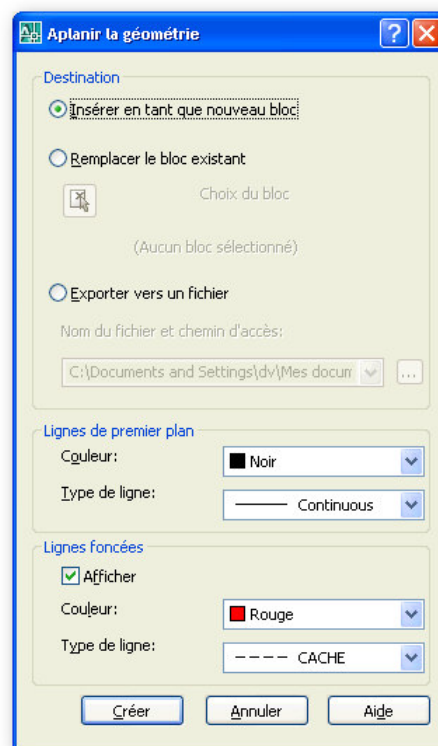 Aplanir la géométrie
Destination
Insérer en tant que nouveau bloc
Remplacer le bloc existant
Choix du bloc
(Aucun bloc sélectionné)
Exporter vers un fichier
Nom du fichier et chemin d'accès:
C:\Documents and Settings\dv\Mes docum
...
Lignes de premier plan
Couleur:
Noir
Type de ligne:
Continuous
Lignes foncées
Afficher
Couleur:
Rouge
Type de ligne:
CACHE
Créer
Annuler
Aide